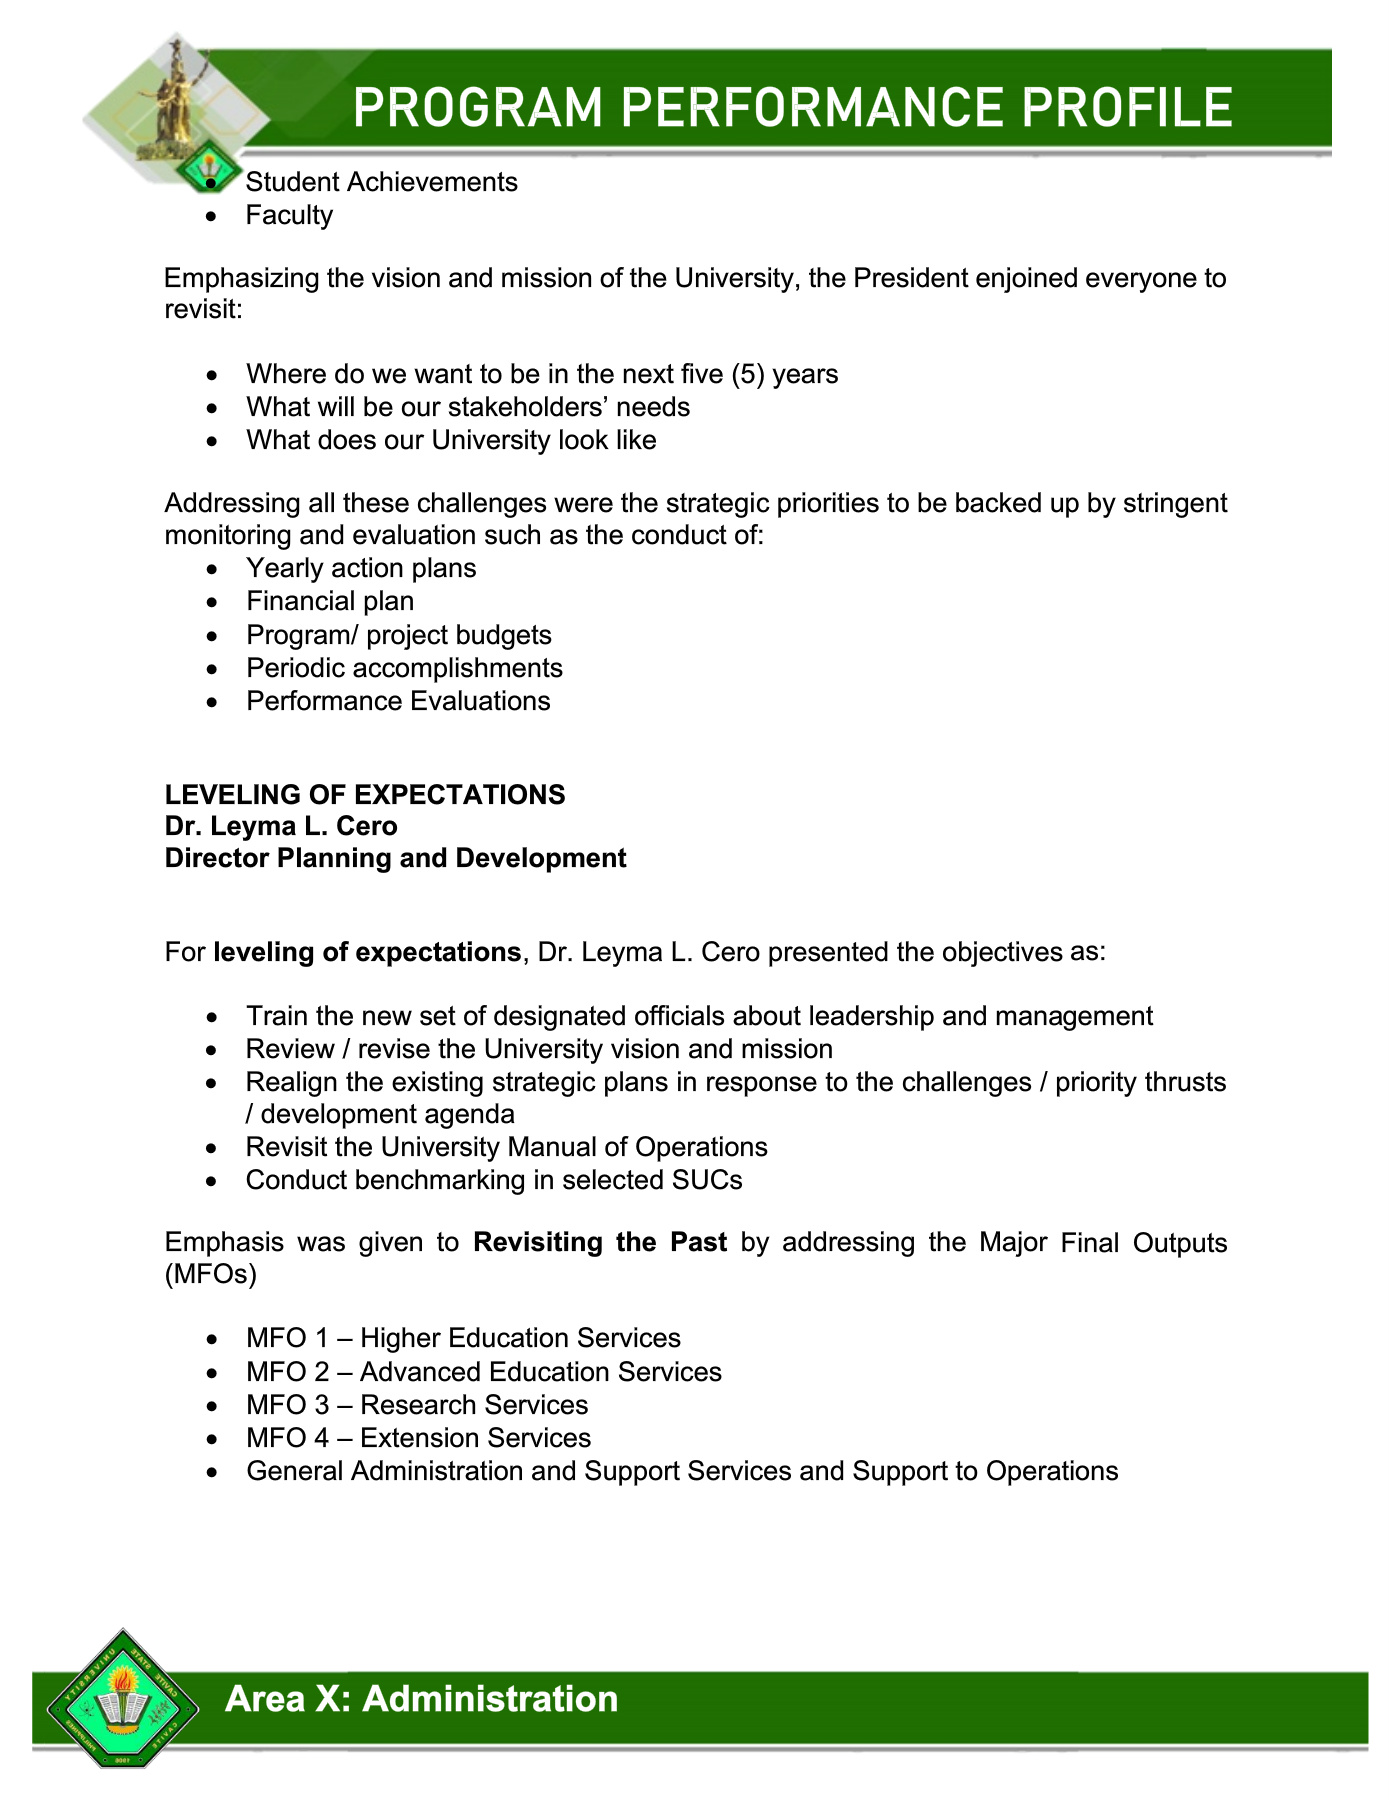 PROGRAM PERFORMANCE PROFILE
• Student Achievements
• Faculty
Emphasizing the vision and mission of the University, the President enjoined everyone to
revisit:
• Where do we want to be in the next five (5) years
• What will be our stakeholders’ needs
• What does our University look like
Addressing all these challenges were the strategic priorities to be backed up by stringent
monitoring and evaluation such as the conduct of:
• Yearly action plans
• Financial plan
• Program/ project budgets
• Periodic accomplishments
• Performance Evaluations
LEVELING OF EXPECTATIONS
Dr. Leyma L. Cero
Director Planning and Development
For leveling of expectations, Dr. Leyma L. Cero presented the objectives as:
• Train the new set of designated officials about leadership and management
• Review / revise the University vision and mission
• Realign the existing strategic plans in response to the challenges / priority thrusts
/ development agenda
• Revisit the University Manual of Operations
• Conduct benchmarking in selected SUCs
Emphasis was given to Revisiting the Past by addressing the Major Final Outputs
(MFOs)
• MFO 1 – Higher Education Services
• MFO 2 – Advanced Education Services
• MFO 3 – Research Services
• MFO 4 – Extension Services
• General Administration and Support Services and Support to Operations
CAVITE STATE UNIVERSITY
CAVITE
PHILIPPINES
1906
Area X: Administration